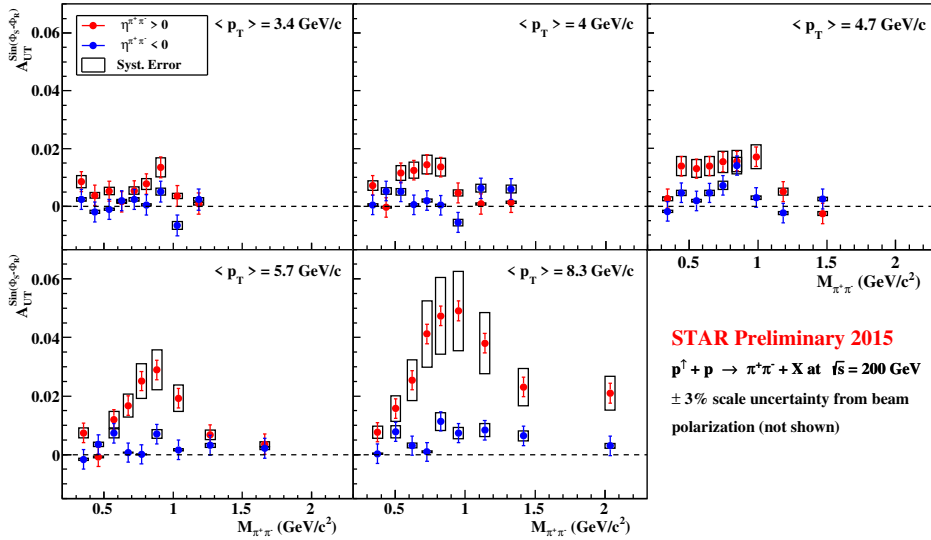 A_UT^Sin(Φ_S-Φ_R)
0.06
0.04
0.02
0
η^π⁺π⁻ > 0
η^π⁺π⁻ < 0
Syst. Error
< p_T > = 3.4 GeV/c
< p_T > = 4 GeV/c
< p_T > = 4.7 GeV/c
0.5 1 1.5 2
M_π⁺π⁻ (GeV/c²)
A_UT^Sin(Φ_S-Φ_R)
0.06
0.04
0.02
0
< p_T > = 5.7 GeV/c
< p_T > = 8.3 GeV/c
0.5 1 1.5 2
M_π⁺π⁻ (GeV/c²)
0.5 1 1.5 2
M_π⁺π⁻ (GeV/c²)
STAR Preliminary 2015
p↑ + p → π⁺π⁻ + X at √s = 200 GeV
± 3% scale uncertainty from beam
polarization (not shown)